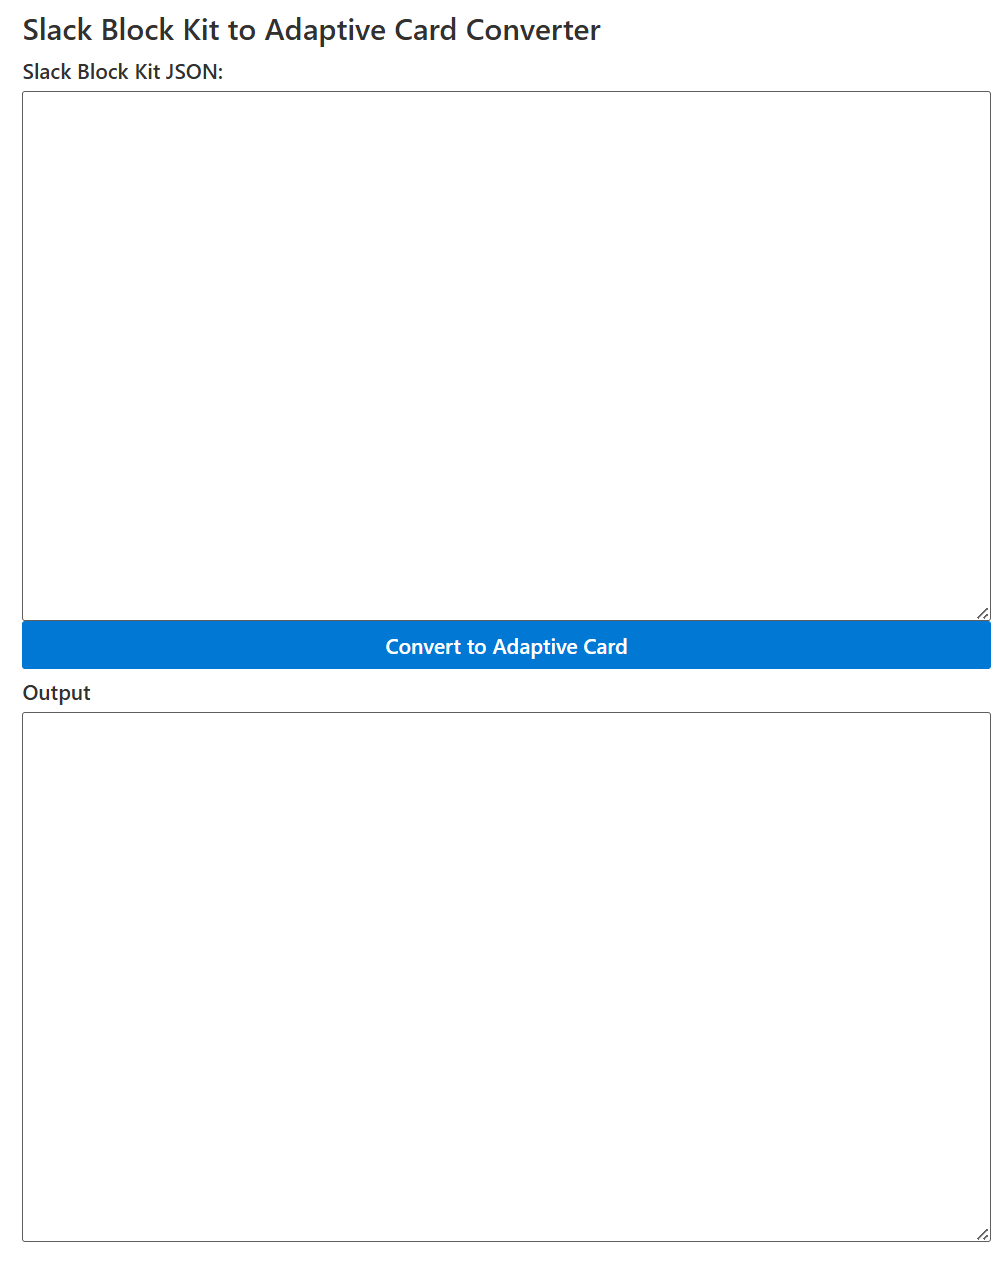 Slack Block Kit to Adaptive Card Converter
Slack Block Kit JSON:
Convert to Adaptive Card
Output